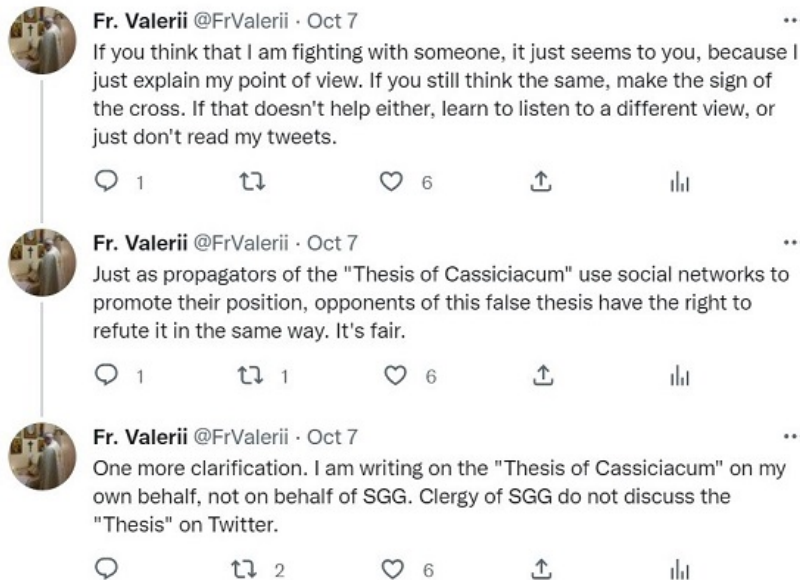 Fr. Valerii @FrValerii · Oct 7
If you think that I am fighting with someone, it just seems to you, because I
just explain my point of view. If you still think the same, make the sign of
the cross. If that doesn't help either, learn to listen to a different view, or
just don't read my tweets.
1 6
Fr. Valerii @FrValerii · Oct 7
Just as propagators of the "Thesis of Cassiciacum" use social networks to
promote their position, opponents of this false thesis have the right to
refute it in the same way. It's fair.
1 1 6
Fr. Valerii @FrValerii · Oct 7
One more clarification. I am writing on the "Thesis of Cassiciacum" on my
own behalf, not on behalf of SGG. Clergy of SGG do not discuss the
"Thesis" on Twitter.
2 6